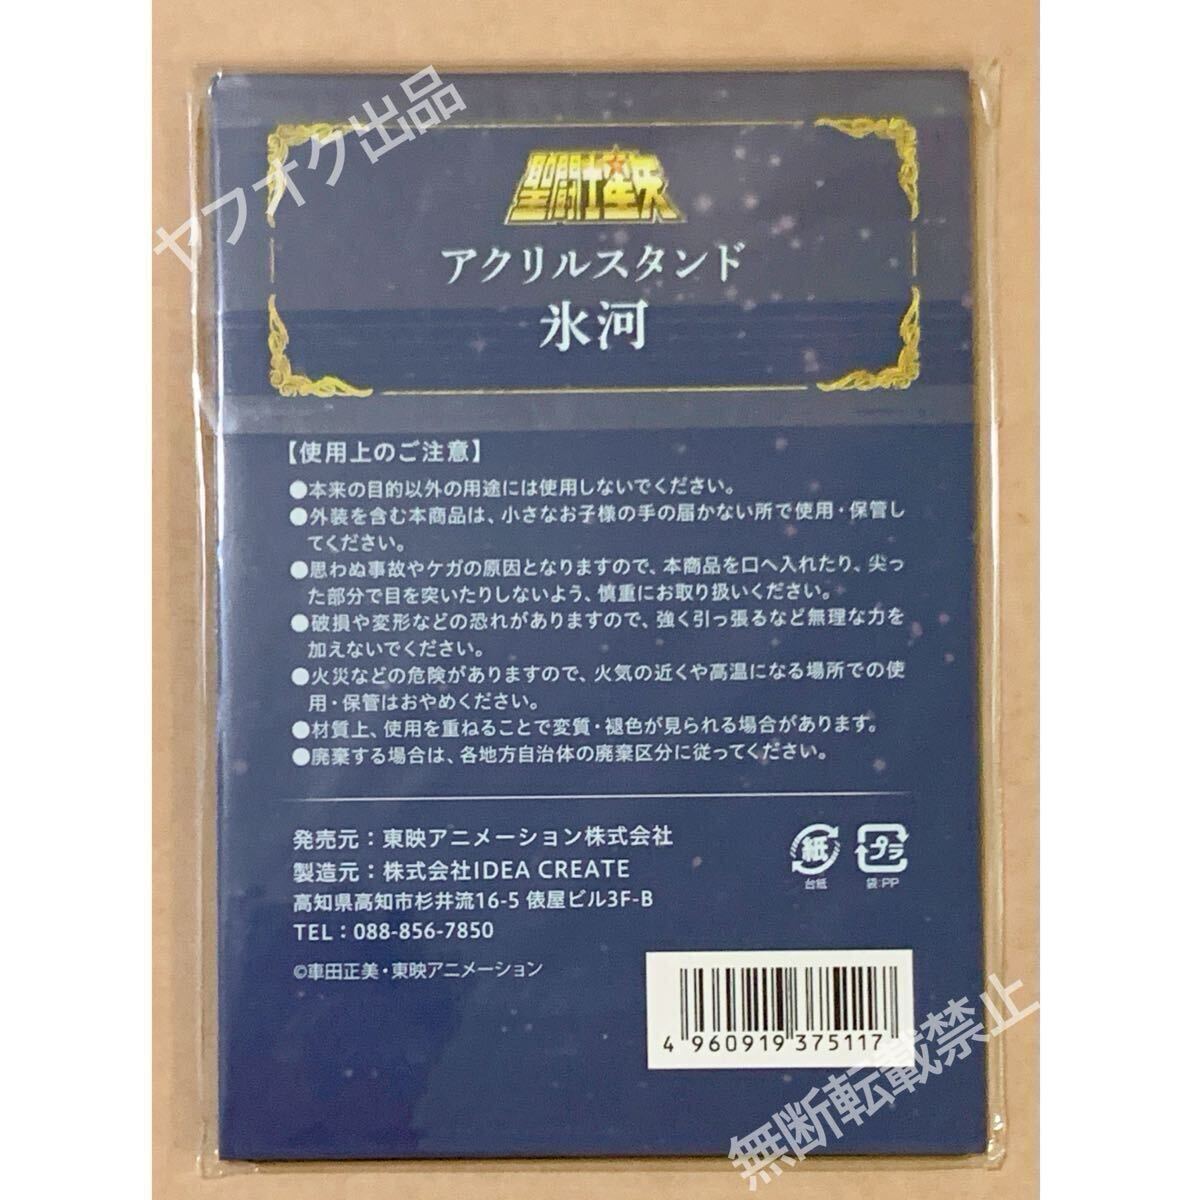 ヤフオク出品
聖闘士星矢
アクリルスタンド
氷河
【使用上のご注意】
●本来の目的以外の用途には使用しないでください。
●外装を含む本商品は、小さなお子様の手の届かない所で使用・保管し
てください。
●思わぬ事故やケガの原因となりますので、本商品を口へ入れたり、尖っ
た部分で目を突いたりしないよう、慎重にお取り扱いください。
●破損や変形などの恐れがありますので、強く引っ張るなど無理な力を
加えないでください。
●火災などの危険がありますので、火気の近くや高温になる場所での使
用・保管はおやめください。
●材質上、使用を重ねることで変質・褪色が見られる場合があります。
●廃棄する場合は、各地方自治体の廃棄区分に従ってください。
発売元：東映アニメーション株式会社
製造元：株式会社IDEA CREATE
高知県高知市杉井流16-5 俵屋ビル3F-B
TEL：088-856-7850
©車田正美・東映アニメーション
紙
台紙
プラ
袋:PP
4 960919 375117
無断転載禁止